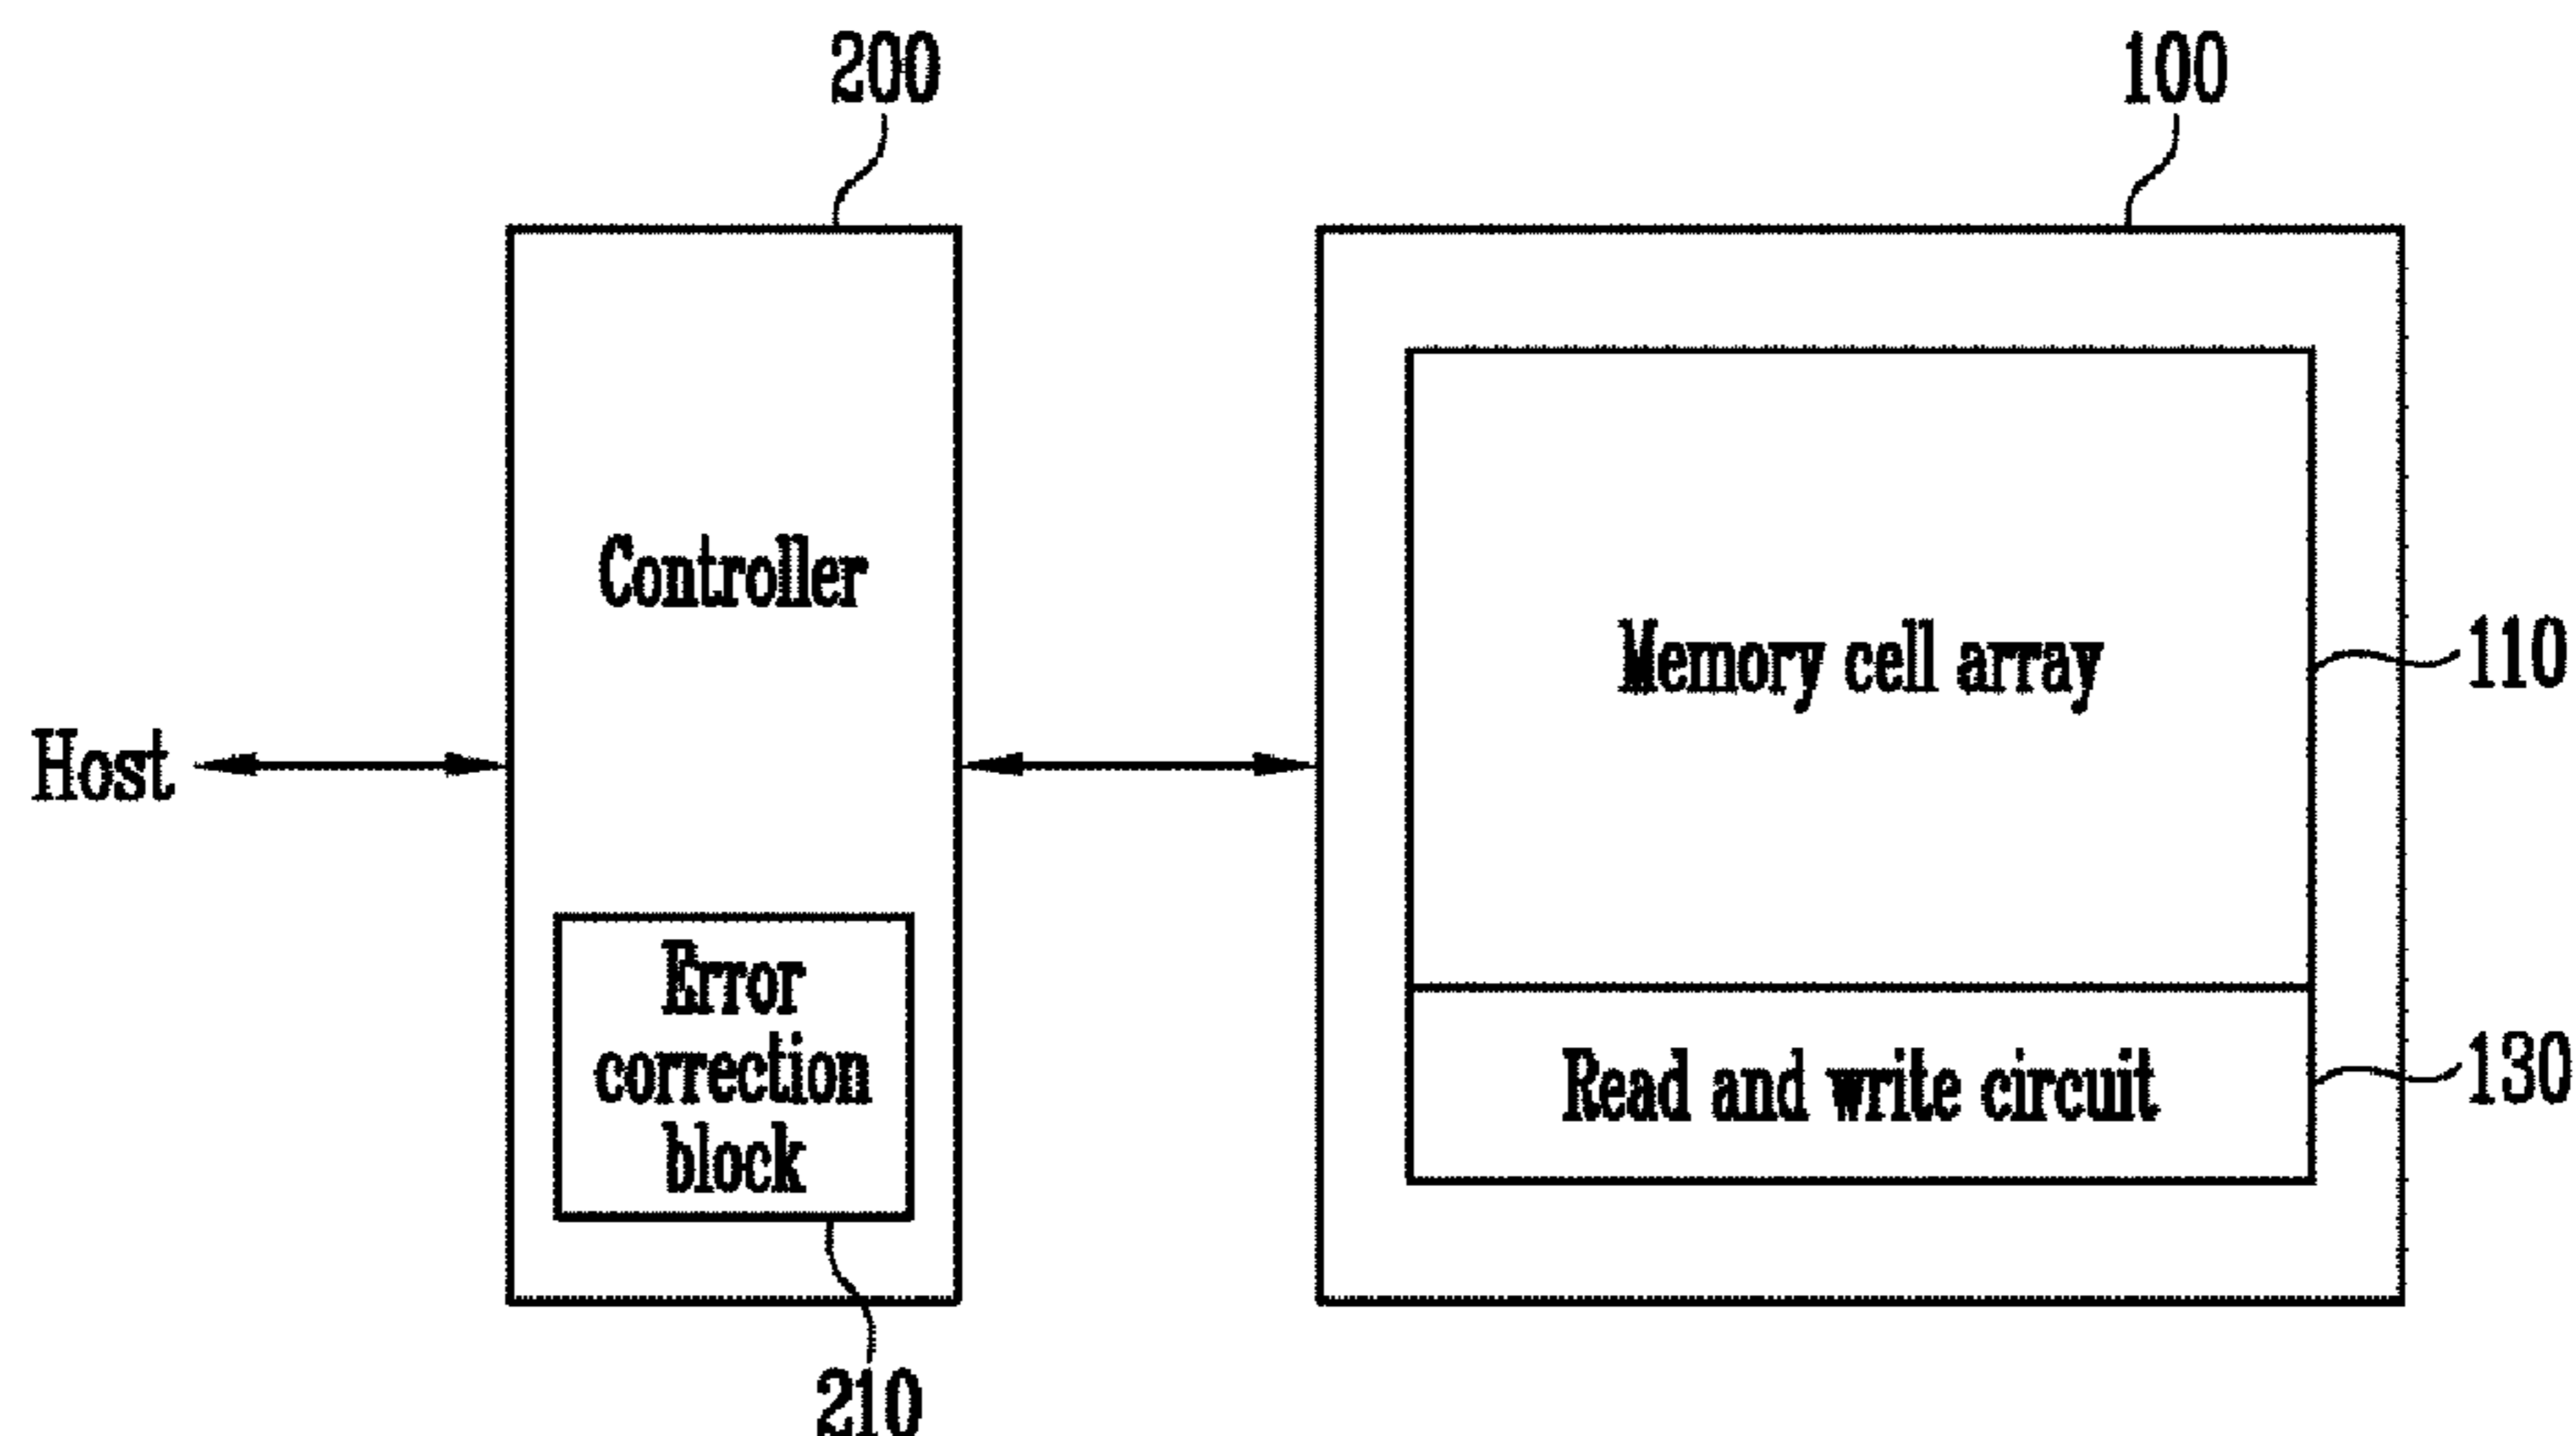 200
100
Controller
Memory cell array
110
Host
Error
correction
block
Read and write circuit
130
210